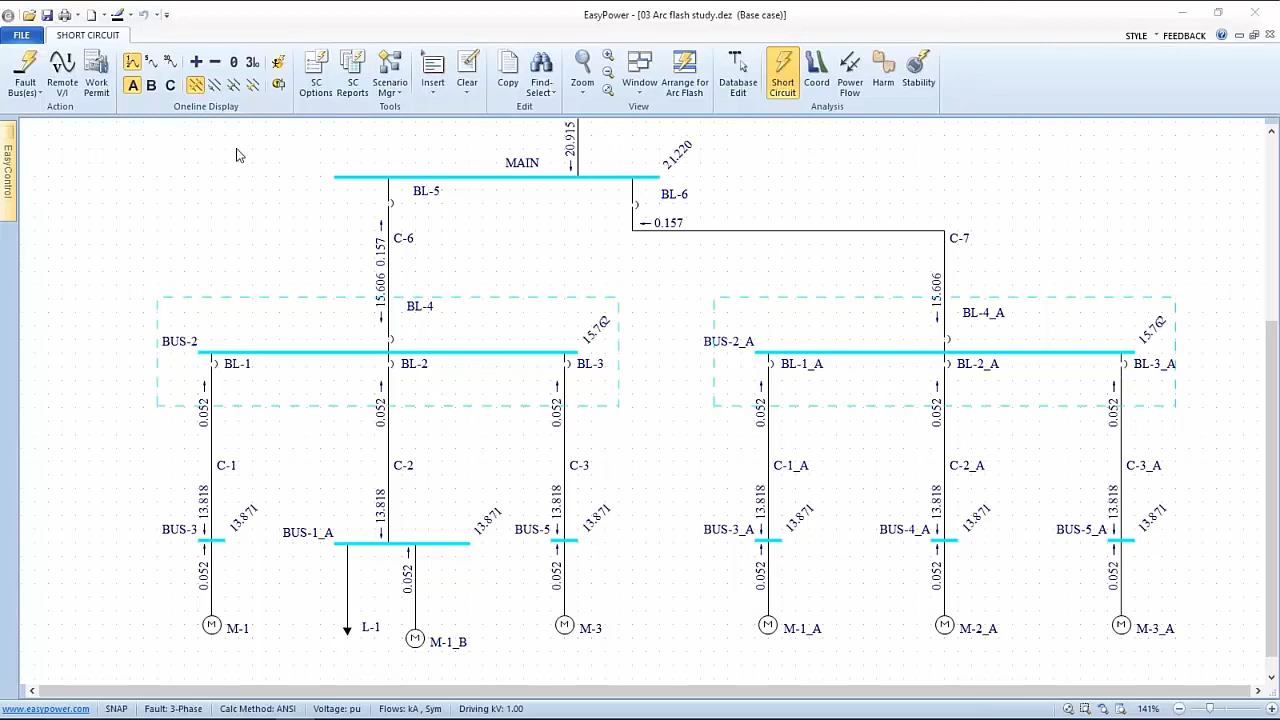 EasyPower - [03 Arc flash study.dez (Base case)]
FILE
SHORT CIRCUIT
STYLE
FEEDBACK
Fault Bus(es)
Remote V/I
Work Permit
Action
A
B
C
0
Oneline Display
SC Options
SC Reports
Scenario Mgr
Tools
Insert
Clear
Copy
Find-Select
Edit
Zoom
Window
Arrange for Arc Flash
View
Database Edit
Short Circuit
Coord
Power Flow
Harm
Stability
Analysis
EasyControl
20.915
MAIN
21.220
BL-5
BL-6
0.157
C-6
0.157
C-7
15.606
BL-4
15.606
BL-4_A
BUS-2
15.762
BUS-2_A
15.762
BL-1
BL-2
BL-3
BL-1_A
BL-2_A
BL-3_A
0.052
0.052
0.052
0.052
0.052
0.052
C-1
C-2
C-3
C-1_A
C-2_A
C-3_A
13.818
13.818
13.818
13.818
13.818
13.818
BUS-3
13.871
BUS-1_A
13.871
BUS-5
13.871
BUS-3_A
13.871
BUS-4_A
13.871
BUS-5_A
13.871
0.052
0.052
0.052
0.052
0.052
0.052
M
M-1
L-1
M
M-1_B
M
M-3
M
M-1_A
M
M-2_A
M
M-3_A
www.easypower.com
SNAP
Fault: 3-Phase
Calc Method: ANSI
Voltage: pu
Flows: kA , Sym
Driving kV: 1.00
141%